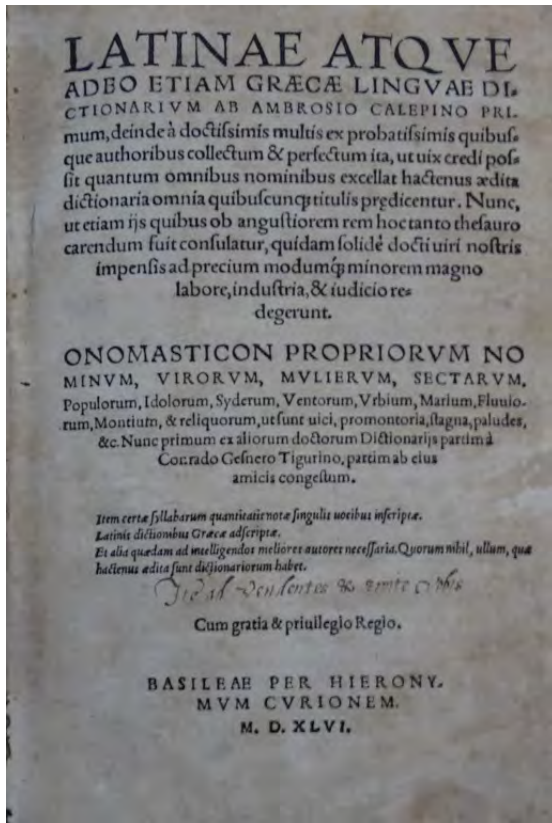 LATINAE ATQVE
ADEO ETIAM GRÆCÆ LINGVAE DI-
CTIONARIVM AB AMBROSIO CALEPINO PRI-
mum, deinde à doctiſsimis multis ex probatiſsimis quibuſ-
que authoribus collectum & perfectum ita, ut uix credi poſ-
ſit quantum omnibus nominibus excellat hactenus ædita
dictionaria omnia quibuſcunꝗ titulis prędicentur. Nunc,
ut etiam ijs quibus ob anguſtiorem rem hoc tanto theſauro
carendum fuit conſulatur, quidam ſolidè docti uiri noſtris
impenſis ad precium modumꝗ́ minorem magno
labore, induſtria, & iudicio re-
degerunt.
ONOMASTICON PROPRIORVM NO
MINVM, VIRORVM, MVLIERVM, SECTARVM,
Populorum, Idolorum, Syderum, Ventorum, Vrbium, Marium, Fluuio-
rum, Montium, & reliquorum, ut ſunt uici, promontoria, ſtagna, paludes,
&c. Nunc primum ex aliorum doctorum Dictionarijs partim à
Conrado Geſnero Tigurino, partim ab eius
amicis congeſtum.
Item certæ ſyllabarum quantitatis notæ ſingulis uocibus inſcriptæ.
Latinis dictionibus Græcæ adſcriptæ.
Et alia quædam ad intelligendos meliores autores neceſſaria. Quorum nihil, ullum, quæ
hactenus ædita ſunt dictionariorum habet.
&
Cum gratia & priuilegio Regio.
BASILEAE PER HIERONY-
MVM CVRIONEM.
M. D. XLVI.